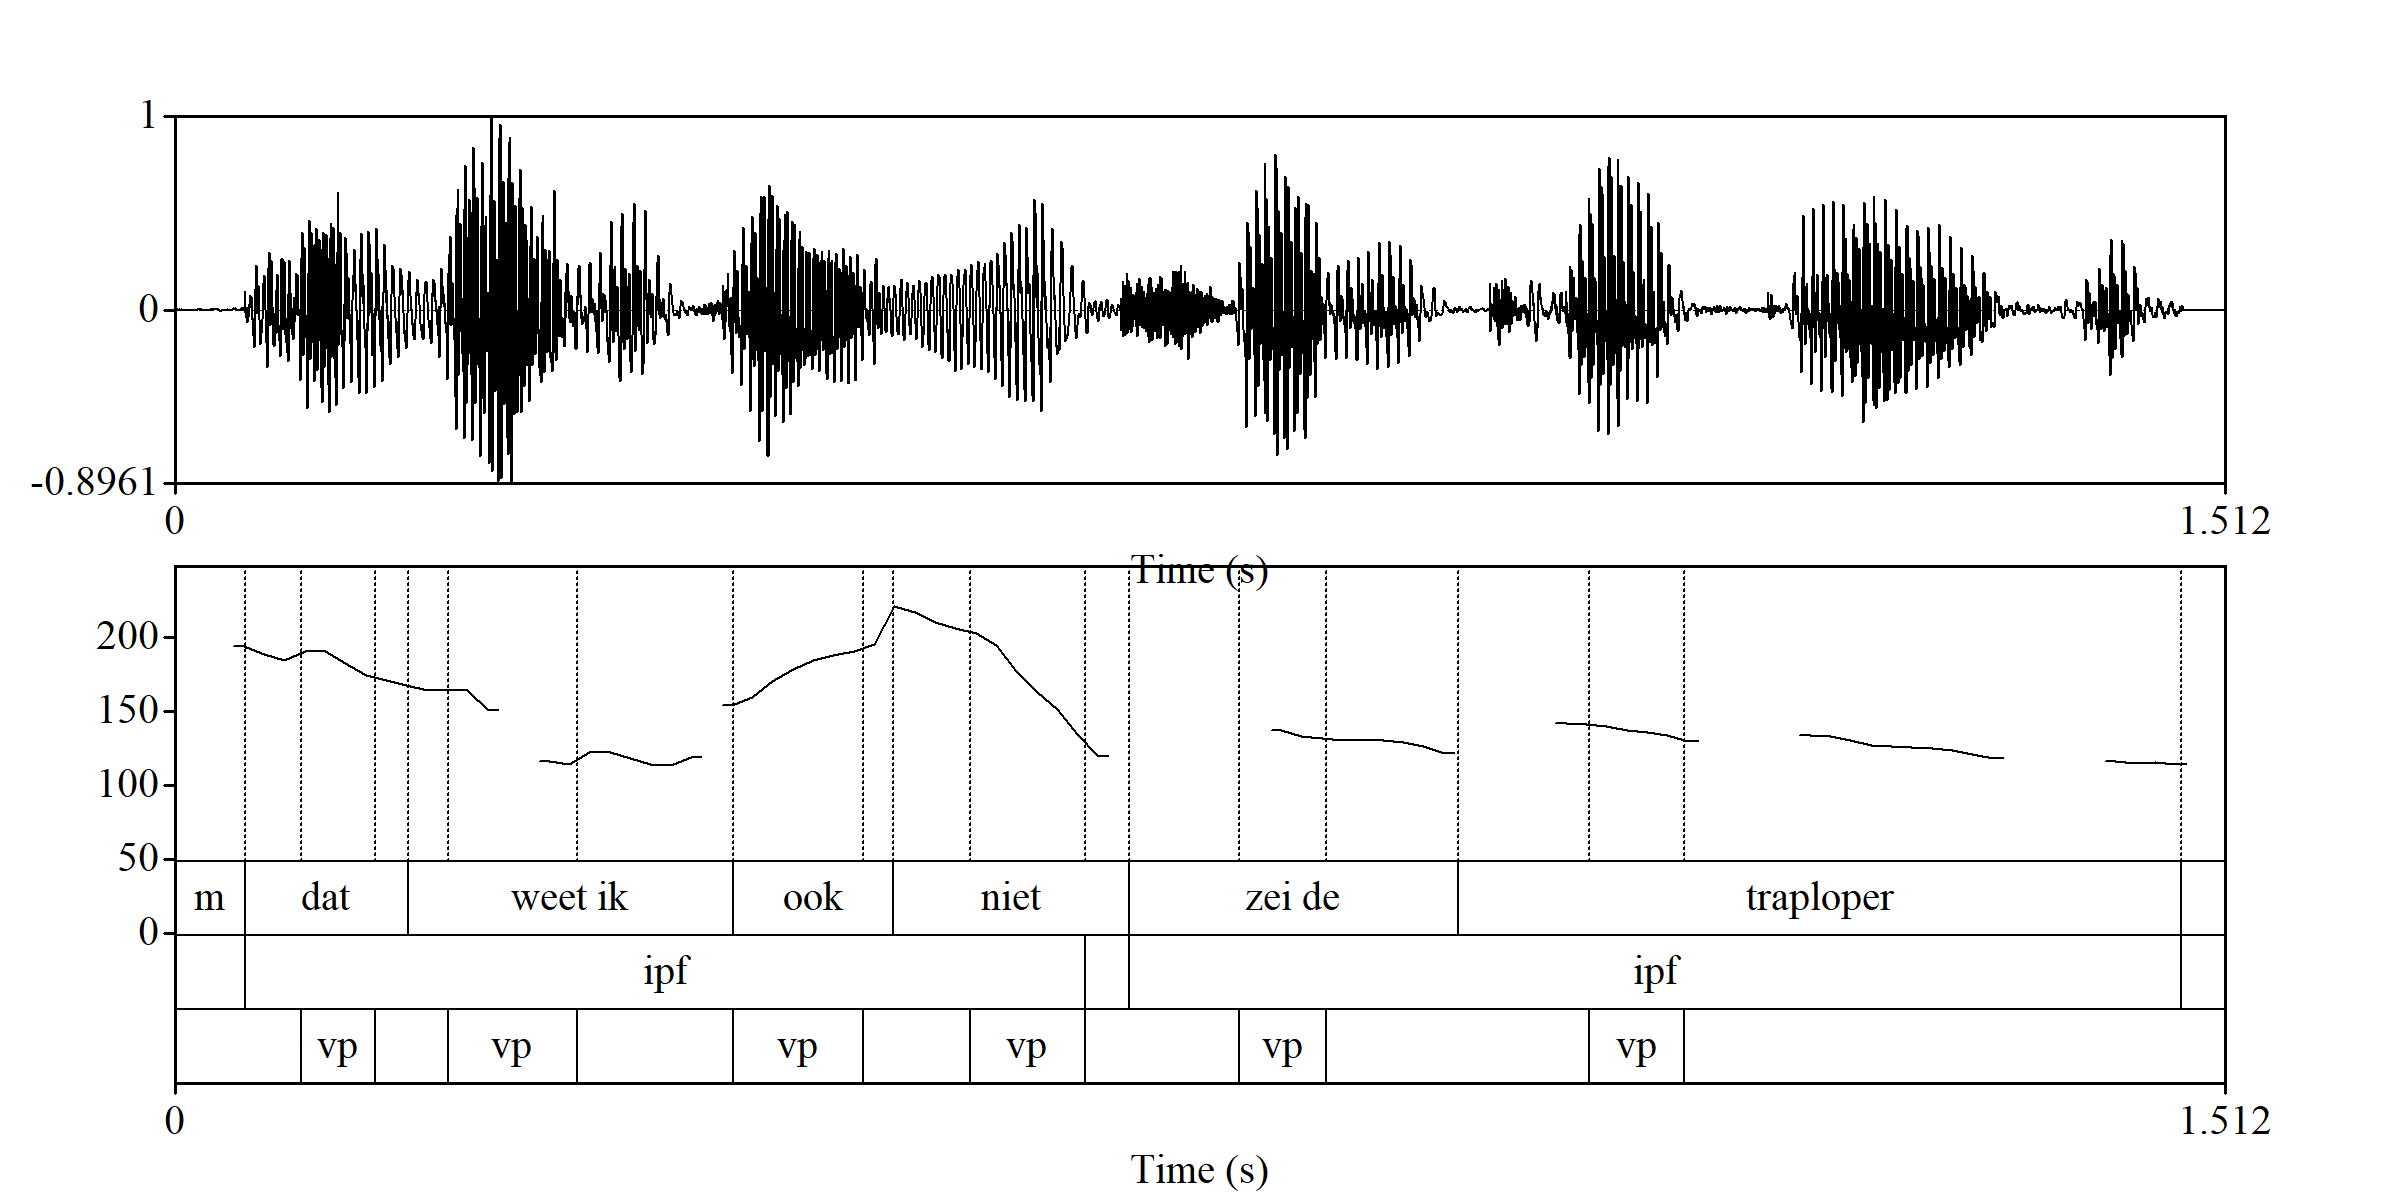 1
0
-0.8961
0 1.512
Time (s)
200
150
100
50
0
m dat weet ik ook niet zei de traploper
ipf ipf
vp vp vp vp vp vp
0 1.512
Time (s)